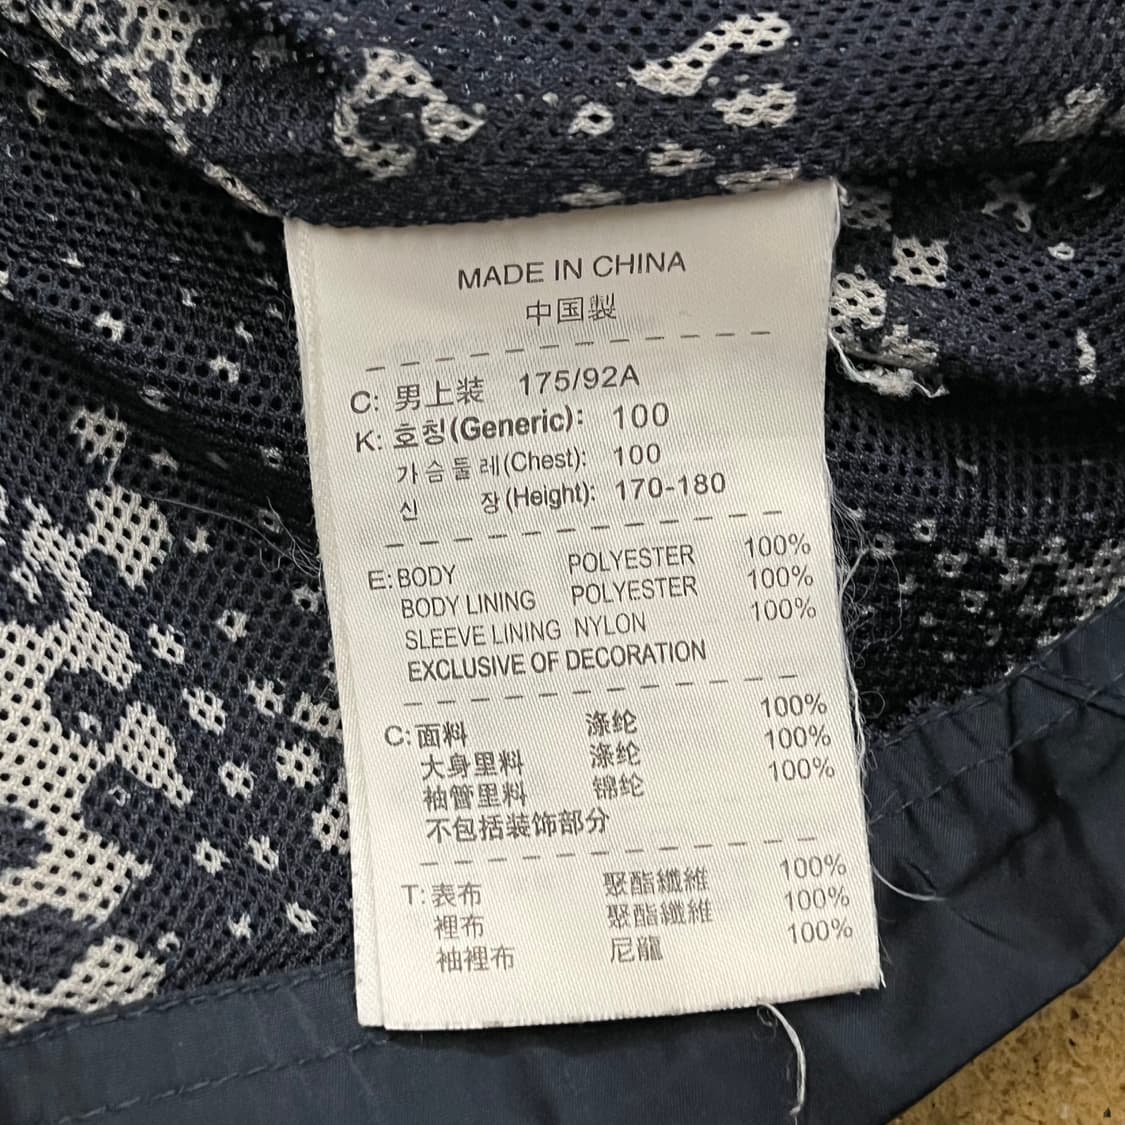 MADE IN CHINA
中国製
C: 男上装 175/92A
K: 호칭(Generic): 100
가슴둘레(Chest): 100
신 장(Height): 170-180
E: BODY POLYESTER 100%
BODY LINING POLYESTER 100%
SLEEVE LINING NYLON 100%
EXCLUSIVE OF DECORATION
C: 面料 涤纶 100%
大身里料 涤纶 100%
袖管里料 锦纶 100%
不包括装饰部分
T: 表布 聚酯纖維 100%
裡布 聚酯纖維 100%
袖裡布 尼龍 100%